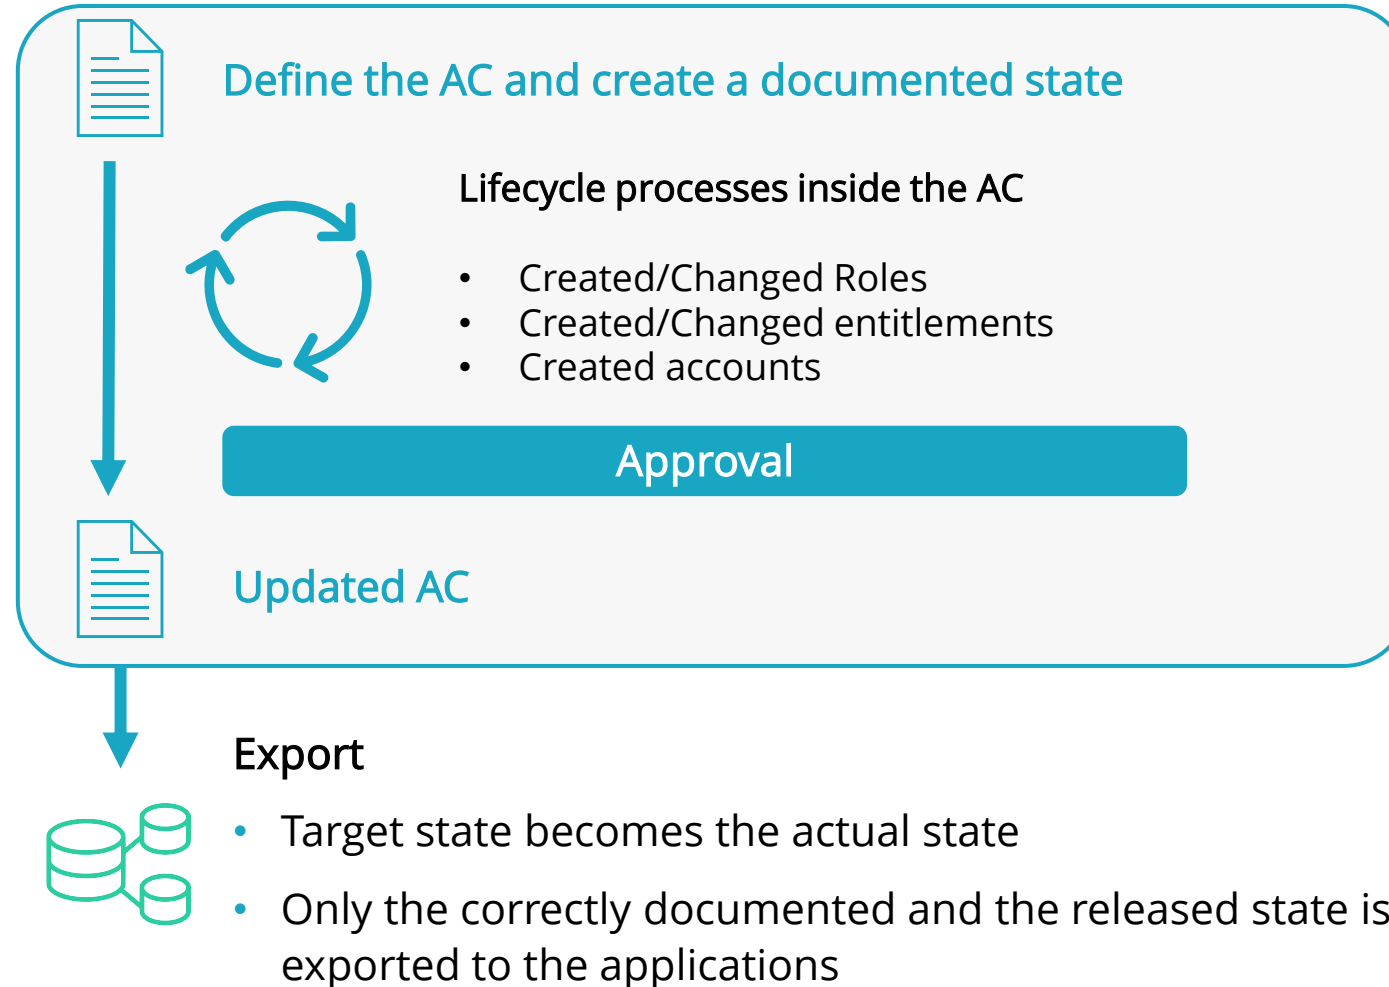 Define the AC and create a documented state
Lifecycle processes inside the AC
• Created/Changed Roles
• Created/Changed entitlements
• Created accounts
Approval
Updated AC
Export
• Target state becomes the actual state
• Only the correctly documented and the released state is
exported to the applications